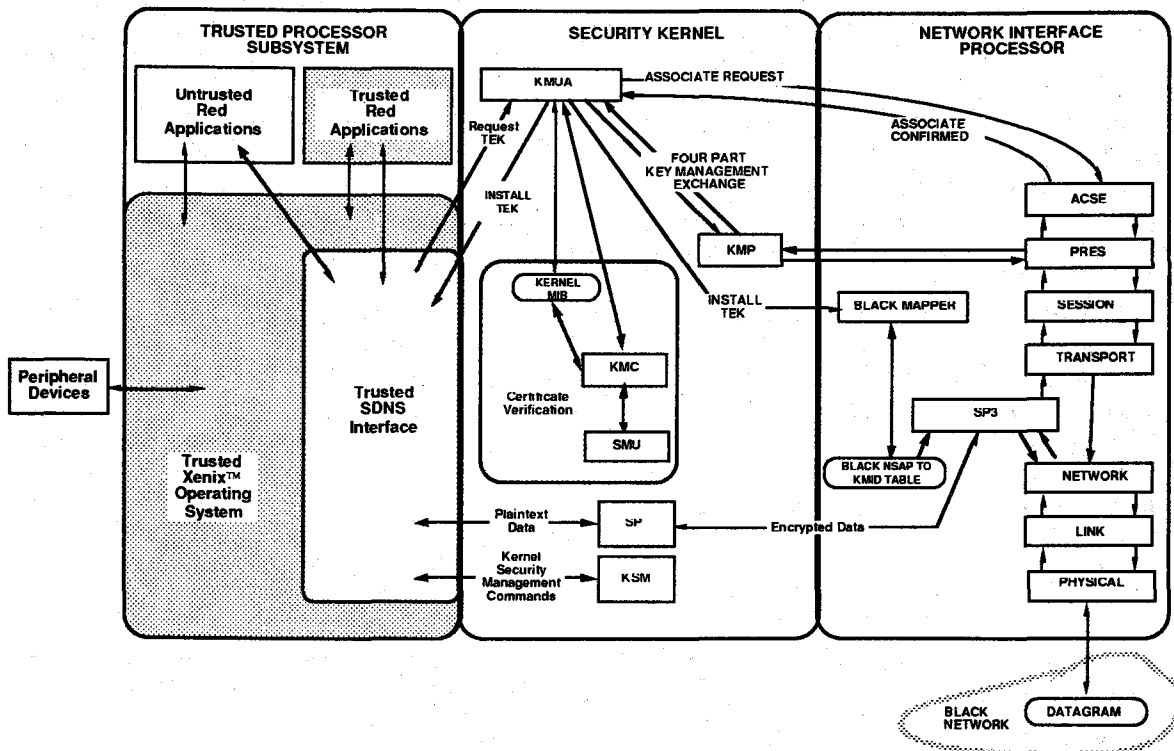 TRUSTED PROCESSOR
SUBSYSTEM
SECURITY KERNEL
NETWORK INTERFACE
PROCESSOR
Untrusted
Red
Applications
Trusted
Red
Applications
KMUA
ASSOCIATE REQUEST
ASSOCIATE
CONFIRMED
Request
TEK
INSTALL
TEK
FOUR PART
KEY MANAGEMENT
EXCHANGE
ACSE
KMP
PRES
KERNEL
MIB
INSTALL
TEK
BLACK MAPPER
SESSION
TRANSPORT
KMC
Peripheral
Devices
Trusted
SDNS
Interface
Certificate
Verification
SMU
SP3
Trusted
Xenix™
Operating
System
BLACK NSAP TO
KMID TABLE
NETWORK
Plaintext
Data
SP
Encrypted Data
LINK
Kernel
Security
Management
Commands
KSM
PHYSICAL
BLACK
NETWORK
DATAGRAM